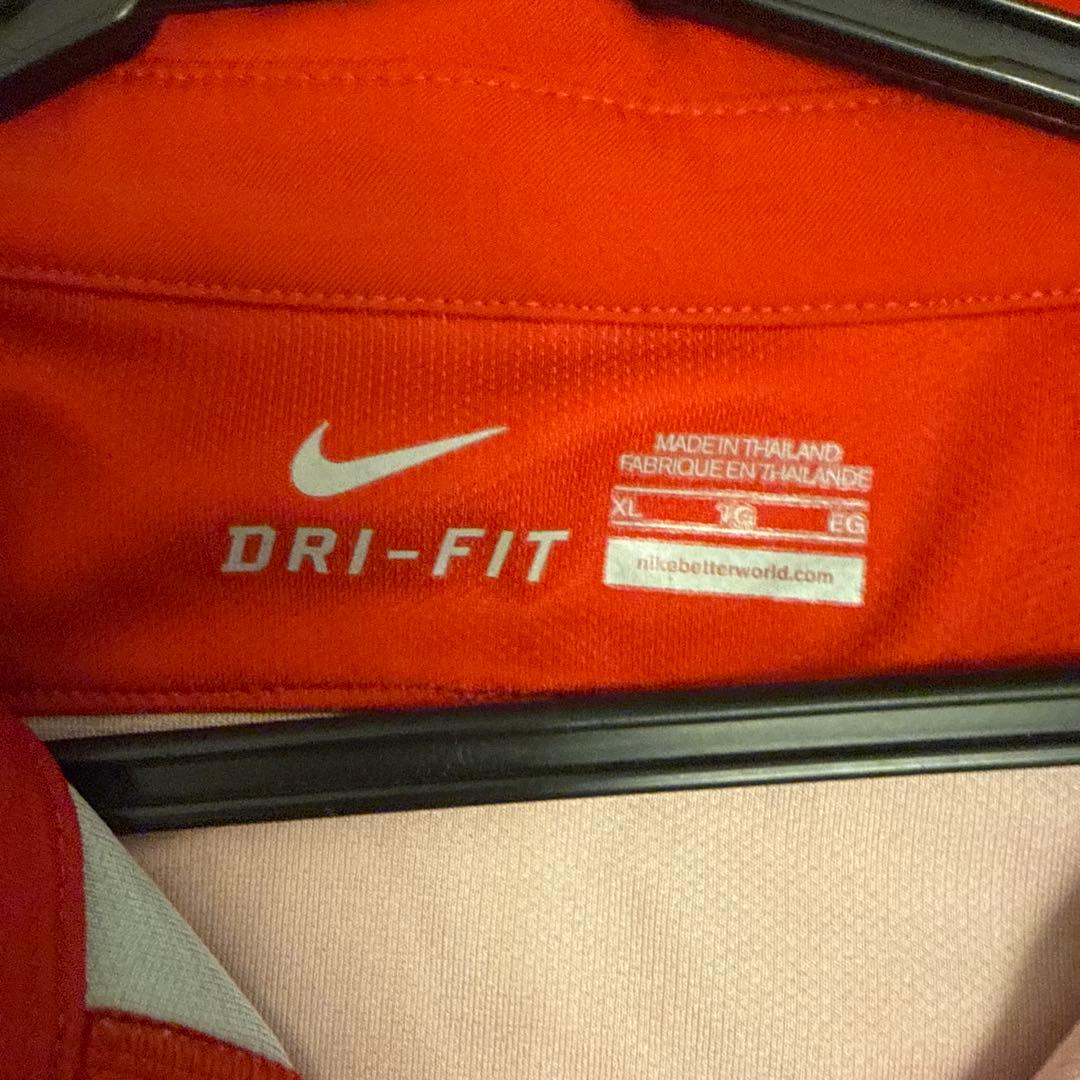 DRI-FIT
MADE IN THAILAND
FABRIQUE EN THAILANDE
XL TG EG
nikebetterworld.com